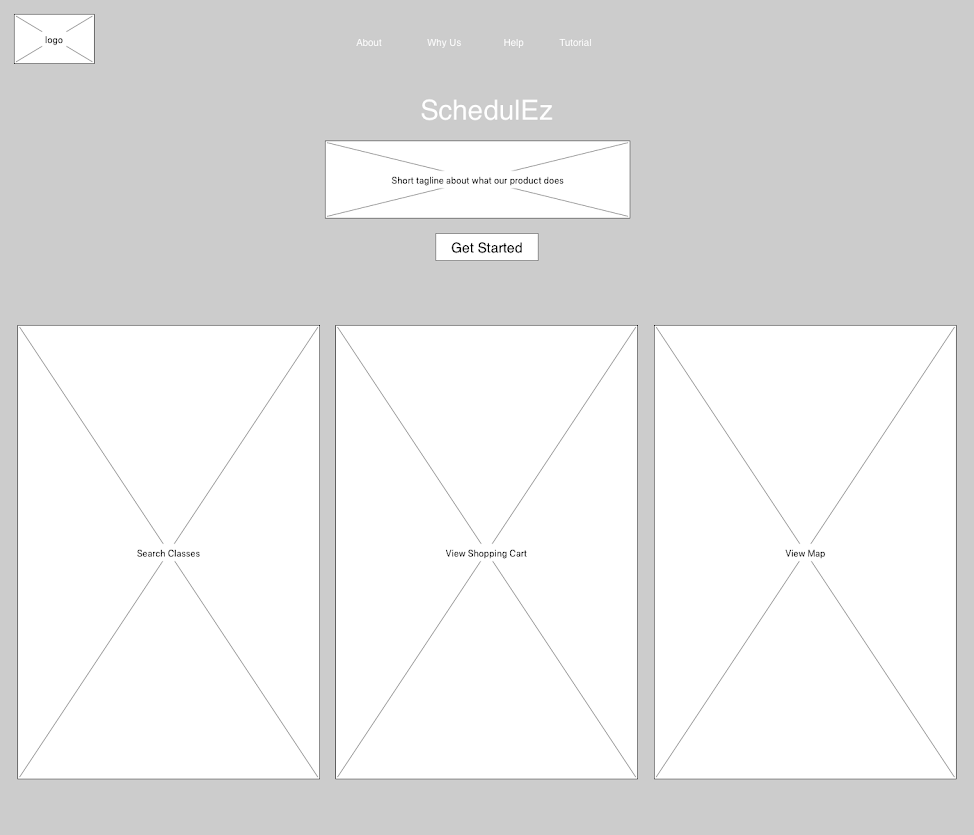 logo
About Why Us Help Tutorial
SchedulEz
Short tagline about what our product does
Get Started
Search Classes View Shopping Cart View Map